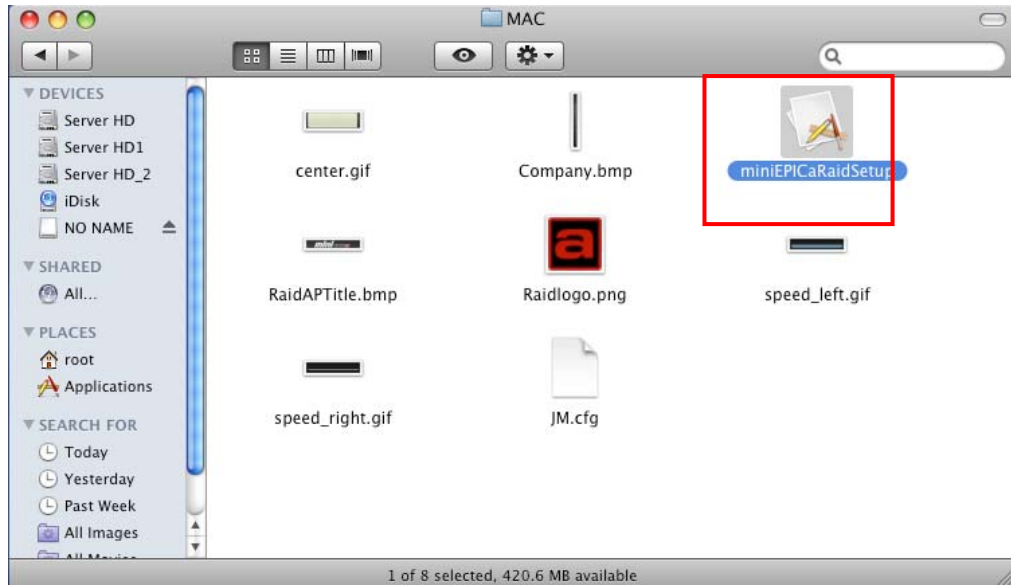 MAC
DEVICES
Server HD
Server HD1
Server HD_2
iDisk
NO NAME
SHARED
All...
PLACES
root
Applications
SEARCH FOR
Today
Yesterday
Past Week
All Images
center.gif
Company.bmp
miniEPICaRaidSetup
mini
RaidAPTitle.bmp
a
Raidlogo.png
speed_left.gif
speed_right.gif
JM.cfg
1 of 8 selected, 420.6 MB available